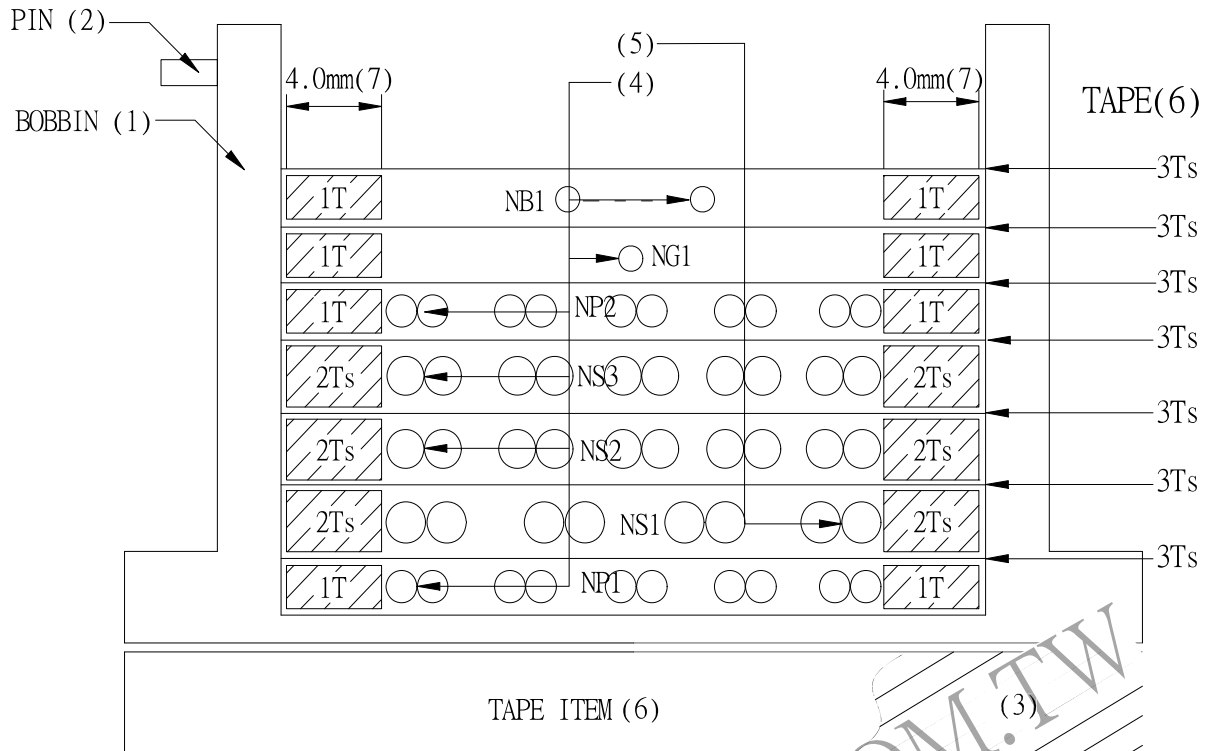 PIN (2)
(5)
4.0mm(7)
(4)
4.0mm(7)
TAPE(6)
BOBBIN (1)
3Ts
1T
NB1
1T
3Ts
1T
NG1
1T
3Ts
1T
NP2
1T
3Ts
2Ts
NS3
2Ts
3Ts
2Ts
NS2
2Ts
3Ts
2Ts
NS1
2Ts
3Ts
1T
NP1
1T
TAPE ITEM (6)
(3)
OM.TW